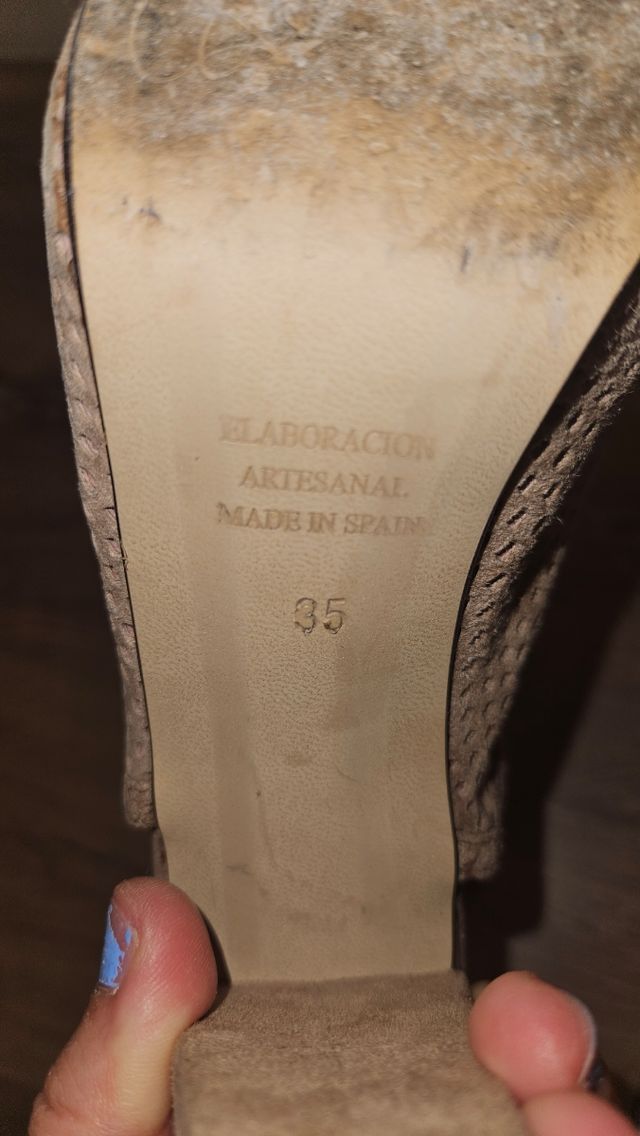 ELABORACION
ARTESANAL
MADE IN SPAIN
35